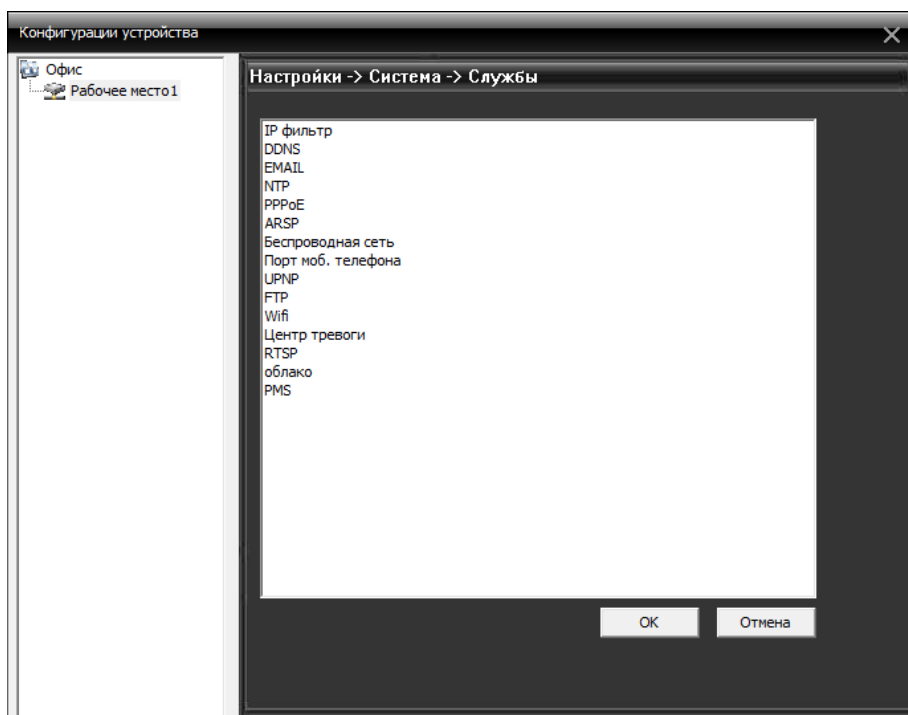 Конфигурации устройства
Офис
Рабочее место1
Настройки -> Система -> Службы
IP фильтр
DDNS
EMAIL
NTP
PPPoE
ARSP
Беспроводная сеть
Порт моб. телефона
UPNP
FTP
Wifi
Центр тревоги
RTSP
облако
PMS
OK
Отмена